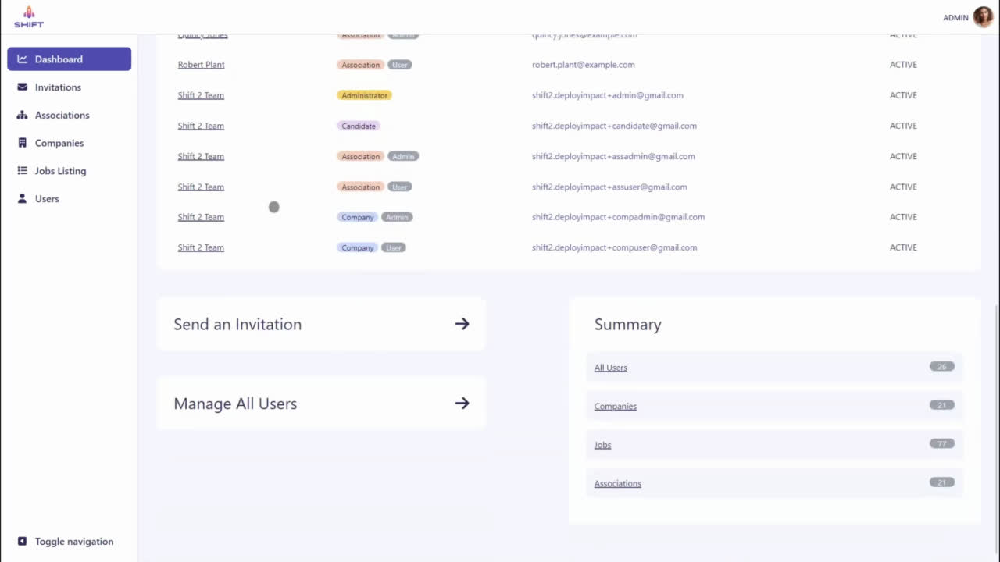 SHIFT
ADMIN
Dashboard
Invitations
Associations
Companies
Jobs Listing
Users
Toggle navigation
Quincy Jones Association Admin quincy.jones@example.com ACTIVE
Robert Plant Association User robert.plant@example.com ACTIVE
Shift 2 Team Administrator shift2.deployimpact+admin@gmail.com ACTIVE
Shift 2 Team Candidate shift2.deployimpact+candidate@gmail.com ACTIVE
Shift 2 Team Association Admin shift2.deployimpact+assadmin@gmail.com ACTIVE
Shift 2 Team Association User shift2.deployimpact+assuser@gmail.com ACTIVE
Shift 2 Team Company Admin shift2.deployimpact+compadmin@gmail.com ACTIVE
Shift 2 Team Company User shift2.deployimpact+compuser@gmail.com ACTIVE
Send an Invitation
Manage All Users
Summary
All Users 26
Companies 21
Jobs 77
Associations 21